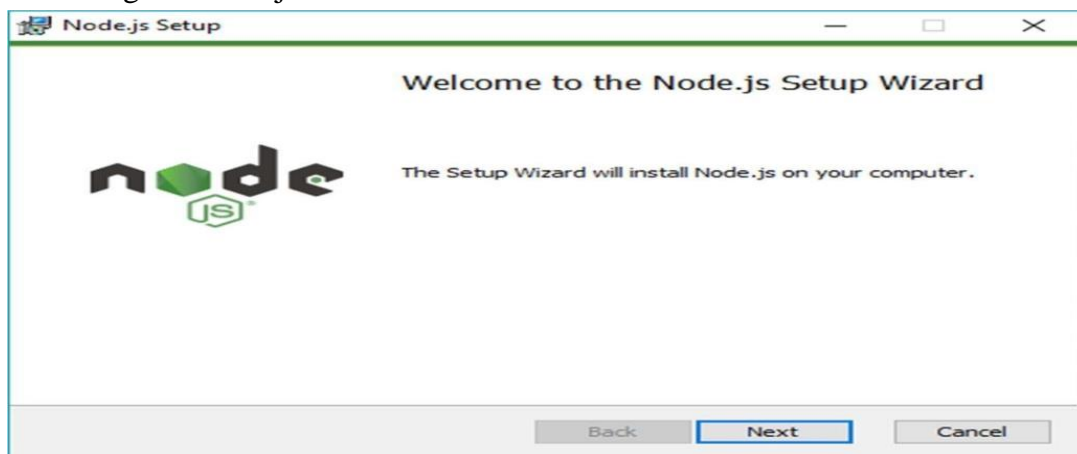 Node.js Setup
Welcome to the Node.js Setup Wizard
node
JS
The Setup Wizard will install Node.js on your computer.
Back
Next
Cancel